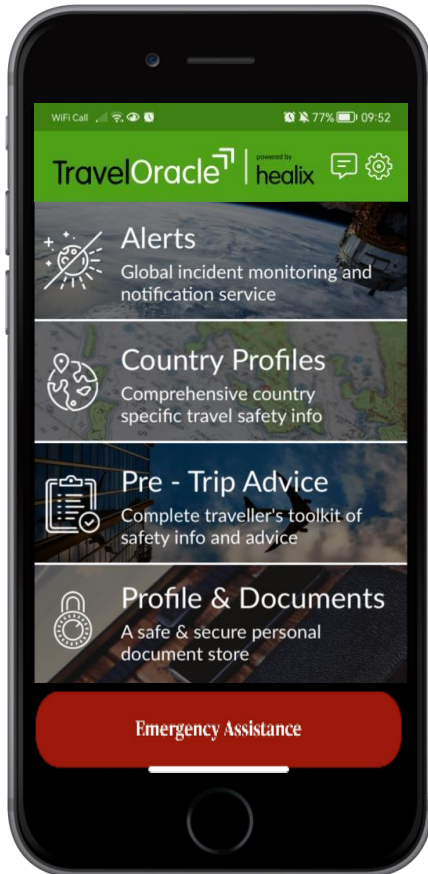 WiFi Call 77% 09:52
TravelOracle powered by healix
Alerts
Global incident monitoring and
notification service
Country Profiles
Comprehensive country
specific travel safety info
Pre - Trip Advice
Complete traveller's toolkit of
safety info and advice
Profile & Documents
A safe & secure personal
document store
Emergency Assistance